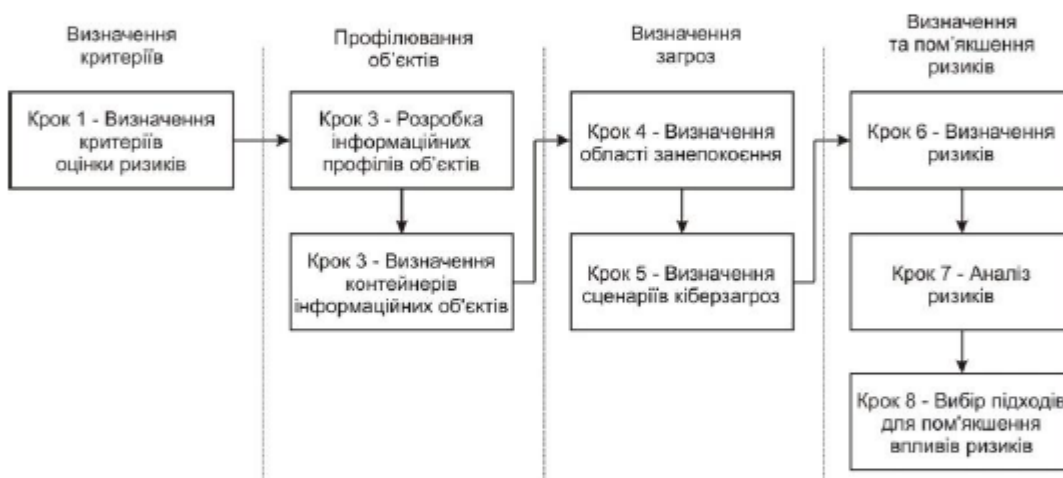 Визначення
критеріїв
Профілювання
об'єктів
Визначення
загроз
Визначення
та пом'якшення
ризиків
Крок 1 - Визначення
критеріїв
оцінки ризиків
Крок 3 - Розробка
інформаційних
профілів об'єктів
Крок 3 - Визначення
контейнерів
інформаційних об'єктів
Крок 4 - Визначення
області занепокоєння
Крок 5 - Визначення
сценаріїв кіберзагроз
Крок 6 - Визначення
ризиків
Крок 7 - Аналіз
ризиків
Крок 8 - Вибір підходів
для пом'якшення
впливів ризиків